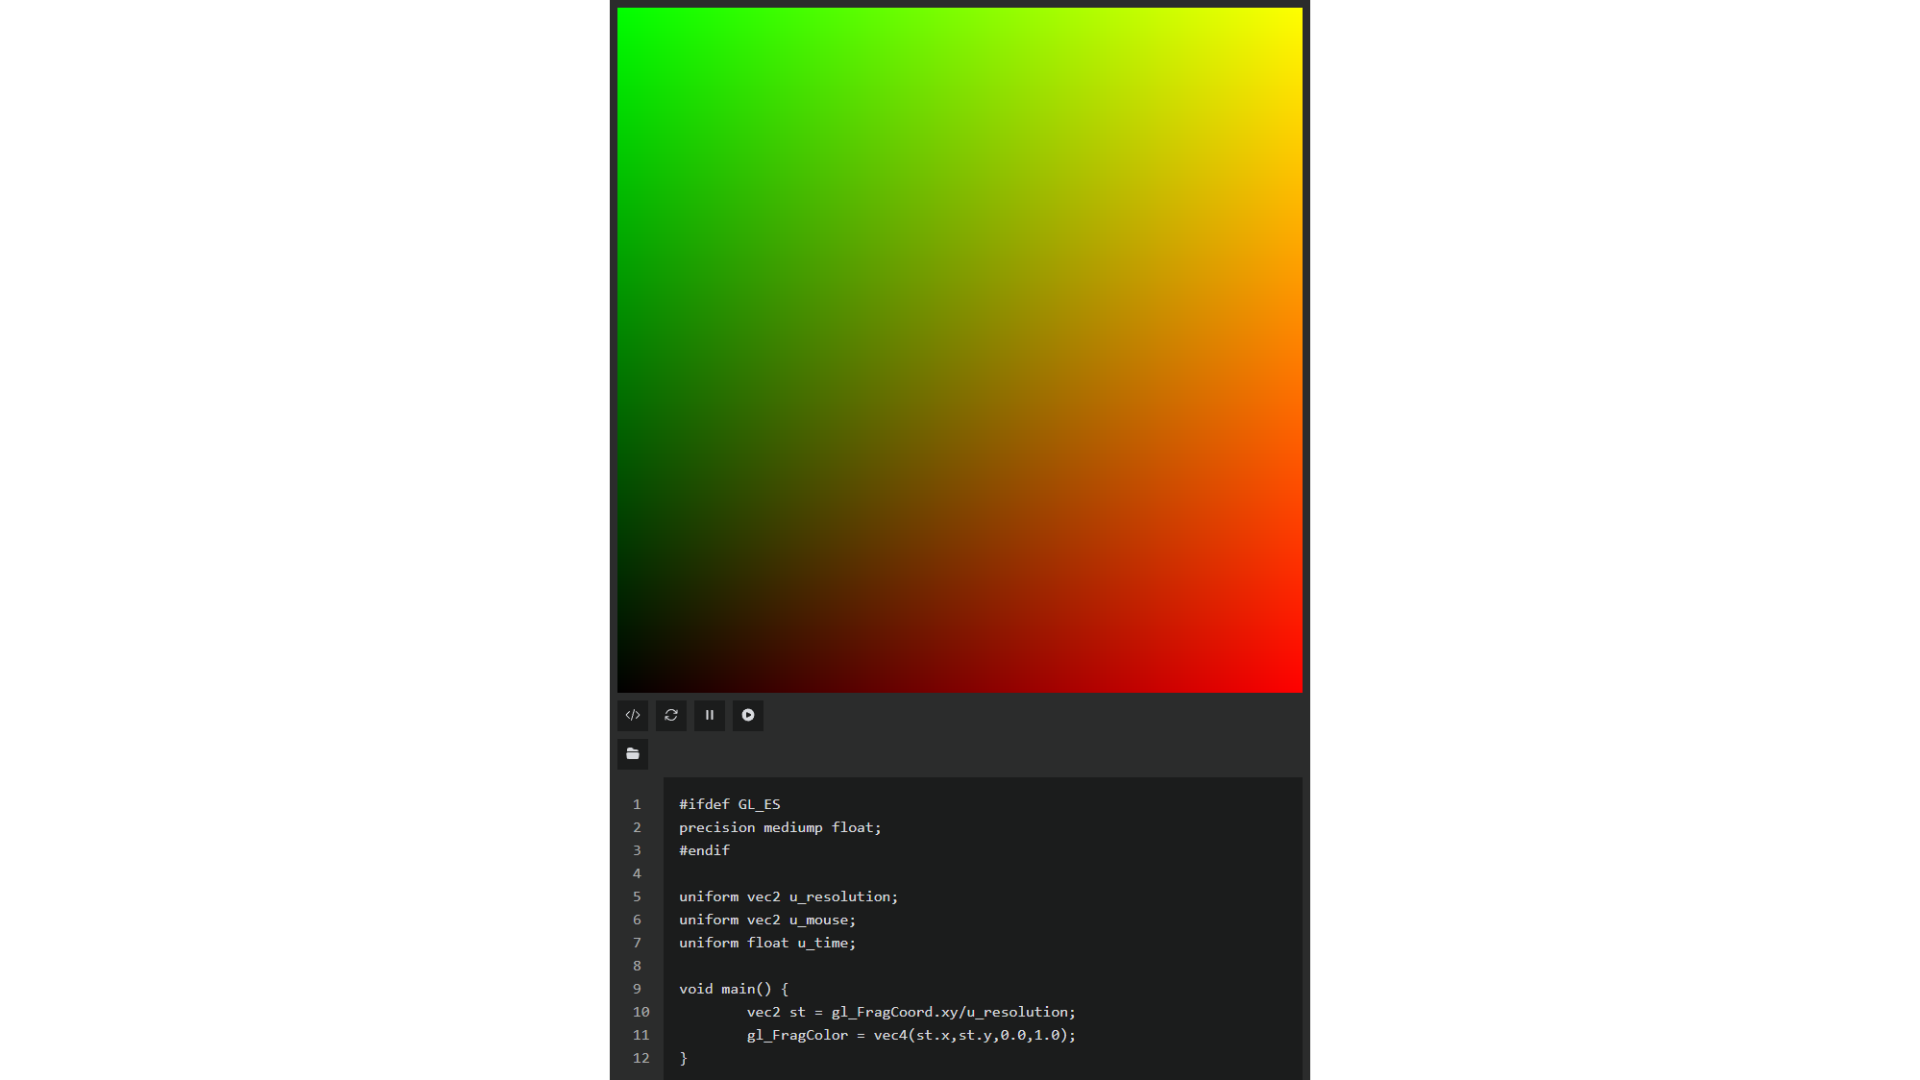 1 #ifdef GL_ES
2 precision mediump float;
3 #endif
4
5 uniform vec2 u_resolution;
6 uniform vec2 u_mouse;
7 uniform float u_time;
8
9 void main() {
10 vec2 st = gl_FragCoord.xy/u_resolution;
11 gl_FragColor = vec4(st.x,st.y,0.0,1.0);
12 }